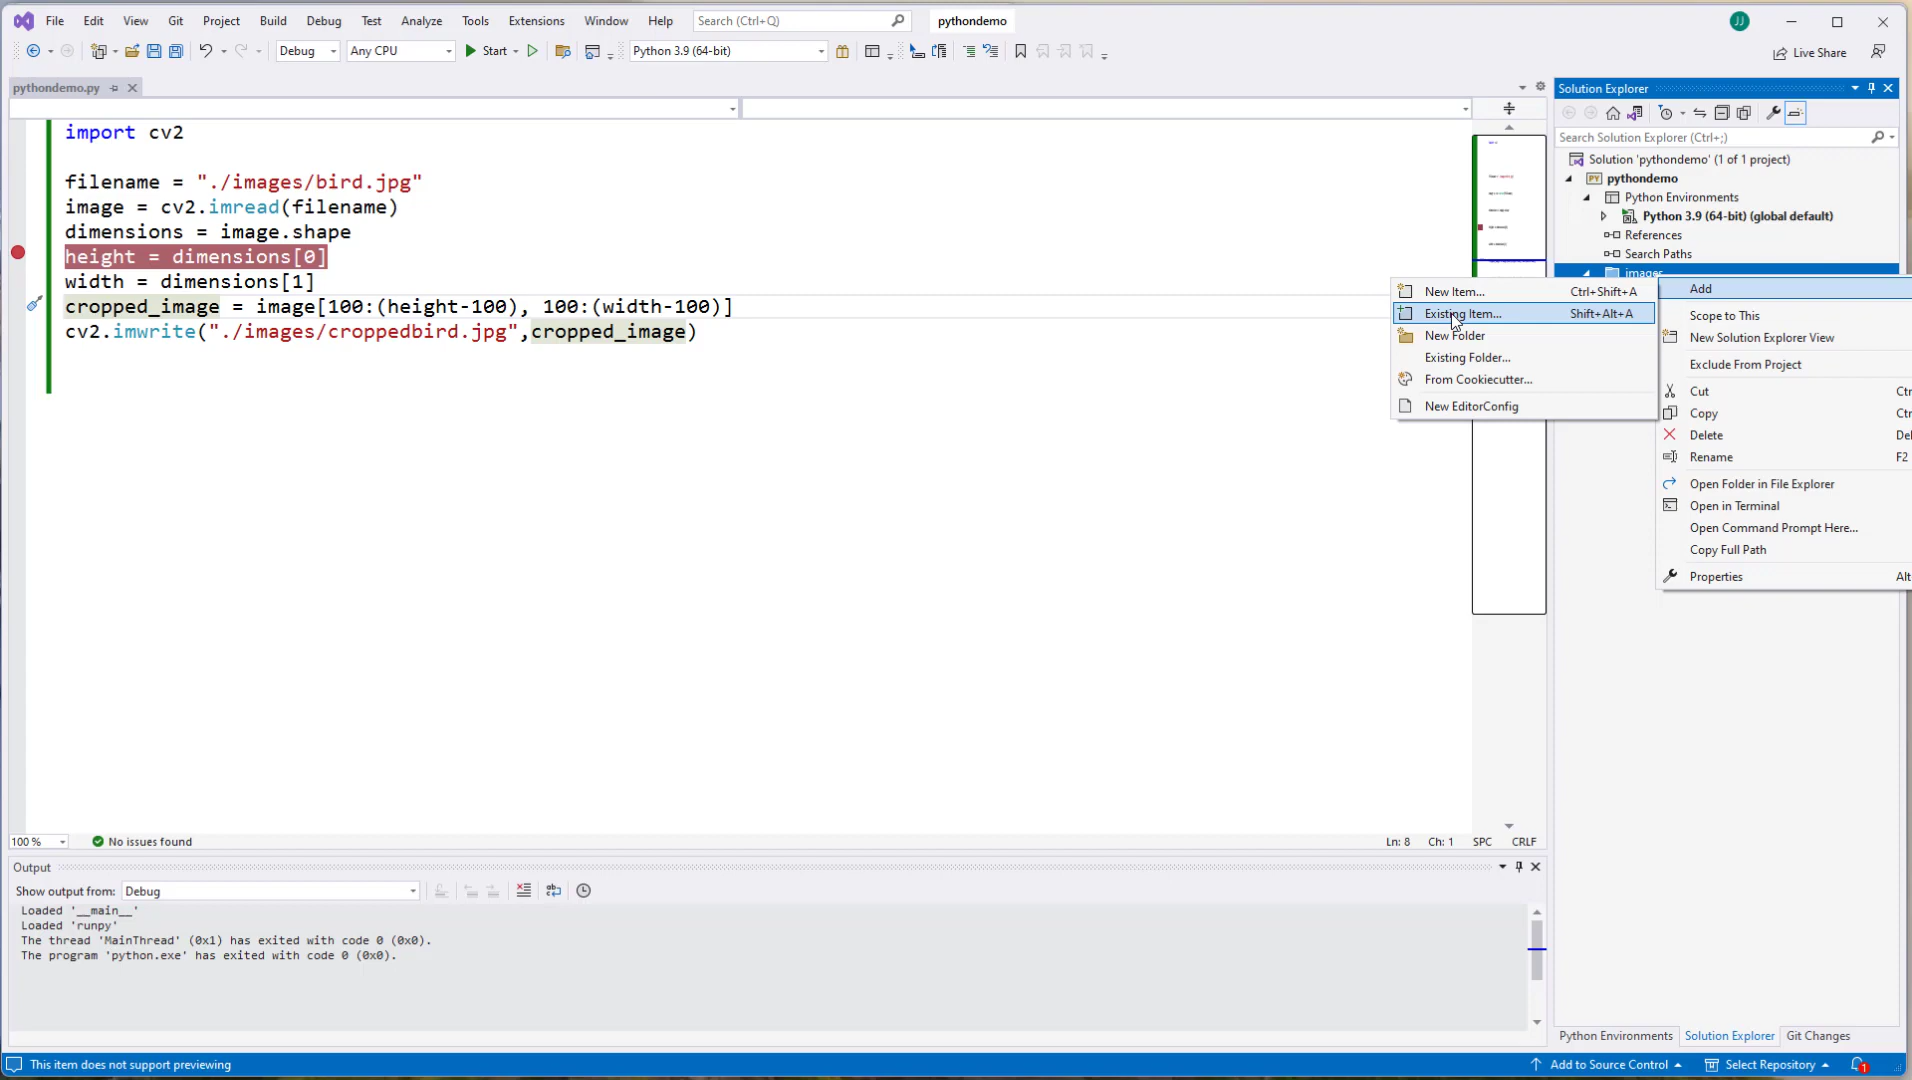 File Edit View Git Project Build Debug Test Analyze Tools Extensions Window Help Search (Ctrl+Q) pythondemo JJ
Debug Any CPU Start Python 3.9 (64-bit) Live Share
pythondemo.py
import cv2
filename = "./images/bird.jpg"
image = cv2.imread(filename)
dimensions = image.shape
height = dimensions[0]
width = dimensions[1]
cropped_image = image[100:(height-100), 100:(width-100)]
cv2.imwrite("./images/croppedbird.jpg",cropped_image)
Solution Explorer
Search Solution Explorer (Ctrl+;)
Solution 'pythondemo' (1 of 1 project)
PY pythondemo
Python Environments
Python 3.9 (64-bit) (global default)
References
Search Paths
images
New Item... Ctrl+Shift+A
Existing Item... Shift+Alt+A
New Folder
Existing Folder...
From Cookiecutter...
New EditorConfig
Add
Scope to This
New Solution Explorer View
Exclude From Project
Cut Ctr
Copy Ctr
Delete Del
Rename F2
Open Folder in File Explorer
Open in Terminal
Open Command Prompt Here...
Copy Full Path
Properties Alt
100 % No issues found Ln: 8 Ch: 1 SPC CRLF
Output
Show output from: Debug
Loaded '__main__'
Loaded 'runpy'
The thread 'MainThread' (0x1) has exited with code 0 (0x0).
The program 'python.exe' has exited with code 0 (0x0).
Python Environments Solution Explorer Git Changes
This item does not support previewing Add to Source Control Select Repository 1